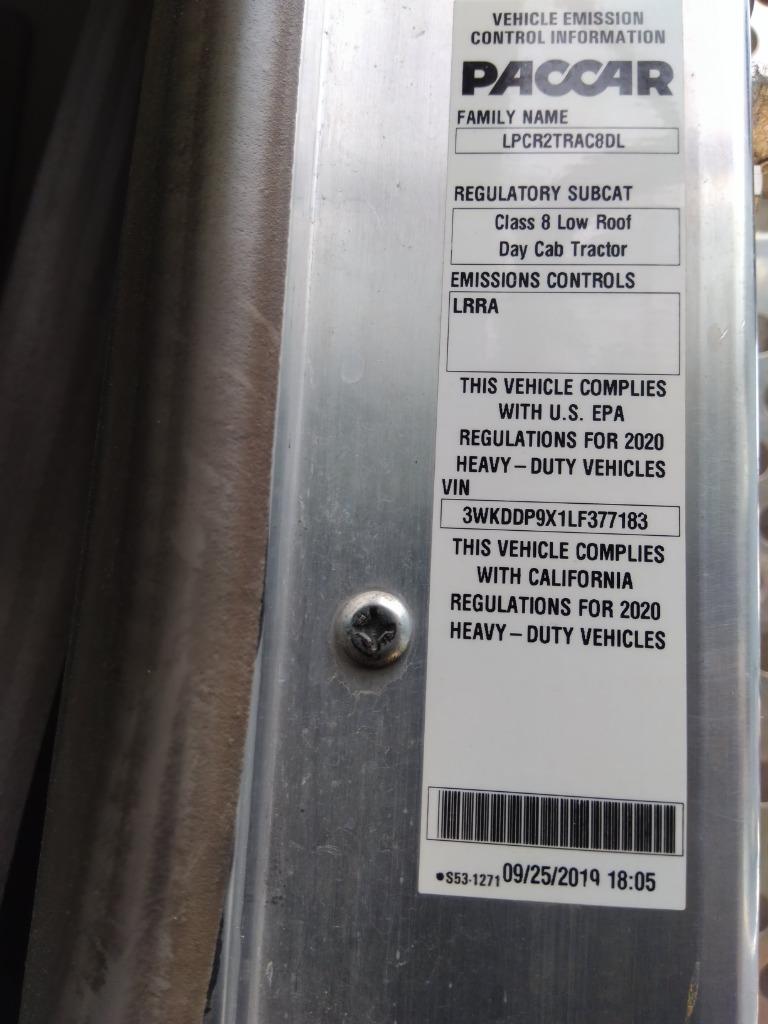 VEHICLE EMISSION
CONTROL INFORMATION
PACCAR
FAMILY NAME
LPCR2TRAC8DL
REGULATORY SUBCAT
Class 8 Low Roof
Day Cab Tractor
EMISSIONS CONTROLS
LRRA
THIS VEHICLE COMPLIES
WITH U.S. EPA
REGULATIONS FOR 2020
HEAVY–DUTY VEHICLES
VIN
3WKDDP9X1LF377183
THIS VEHICLE COMPLIES
WITH CALIFORNIA
REGULATIONS FOR 2020
HEAVY–DUTY VEHICLES
•S53-1271 09/25/2019 18:05